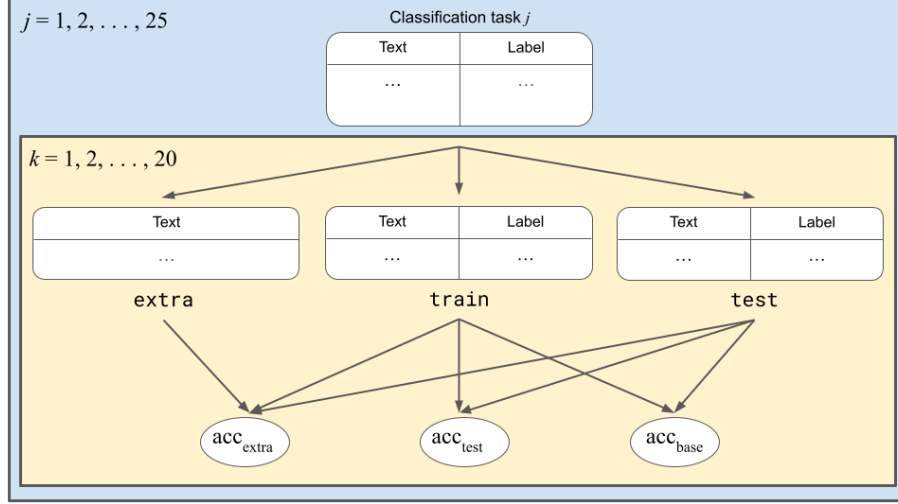 j = 1, 2, . . . , 25
Classification task j
Text Label
... ...
k = 1, 2, . . . , 20
Text Text Label Text Label
... ... ... ... ...
extra train test
acc_extra acc_test acc_base